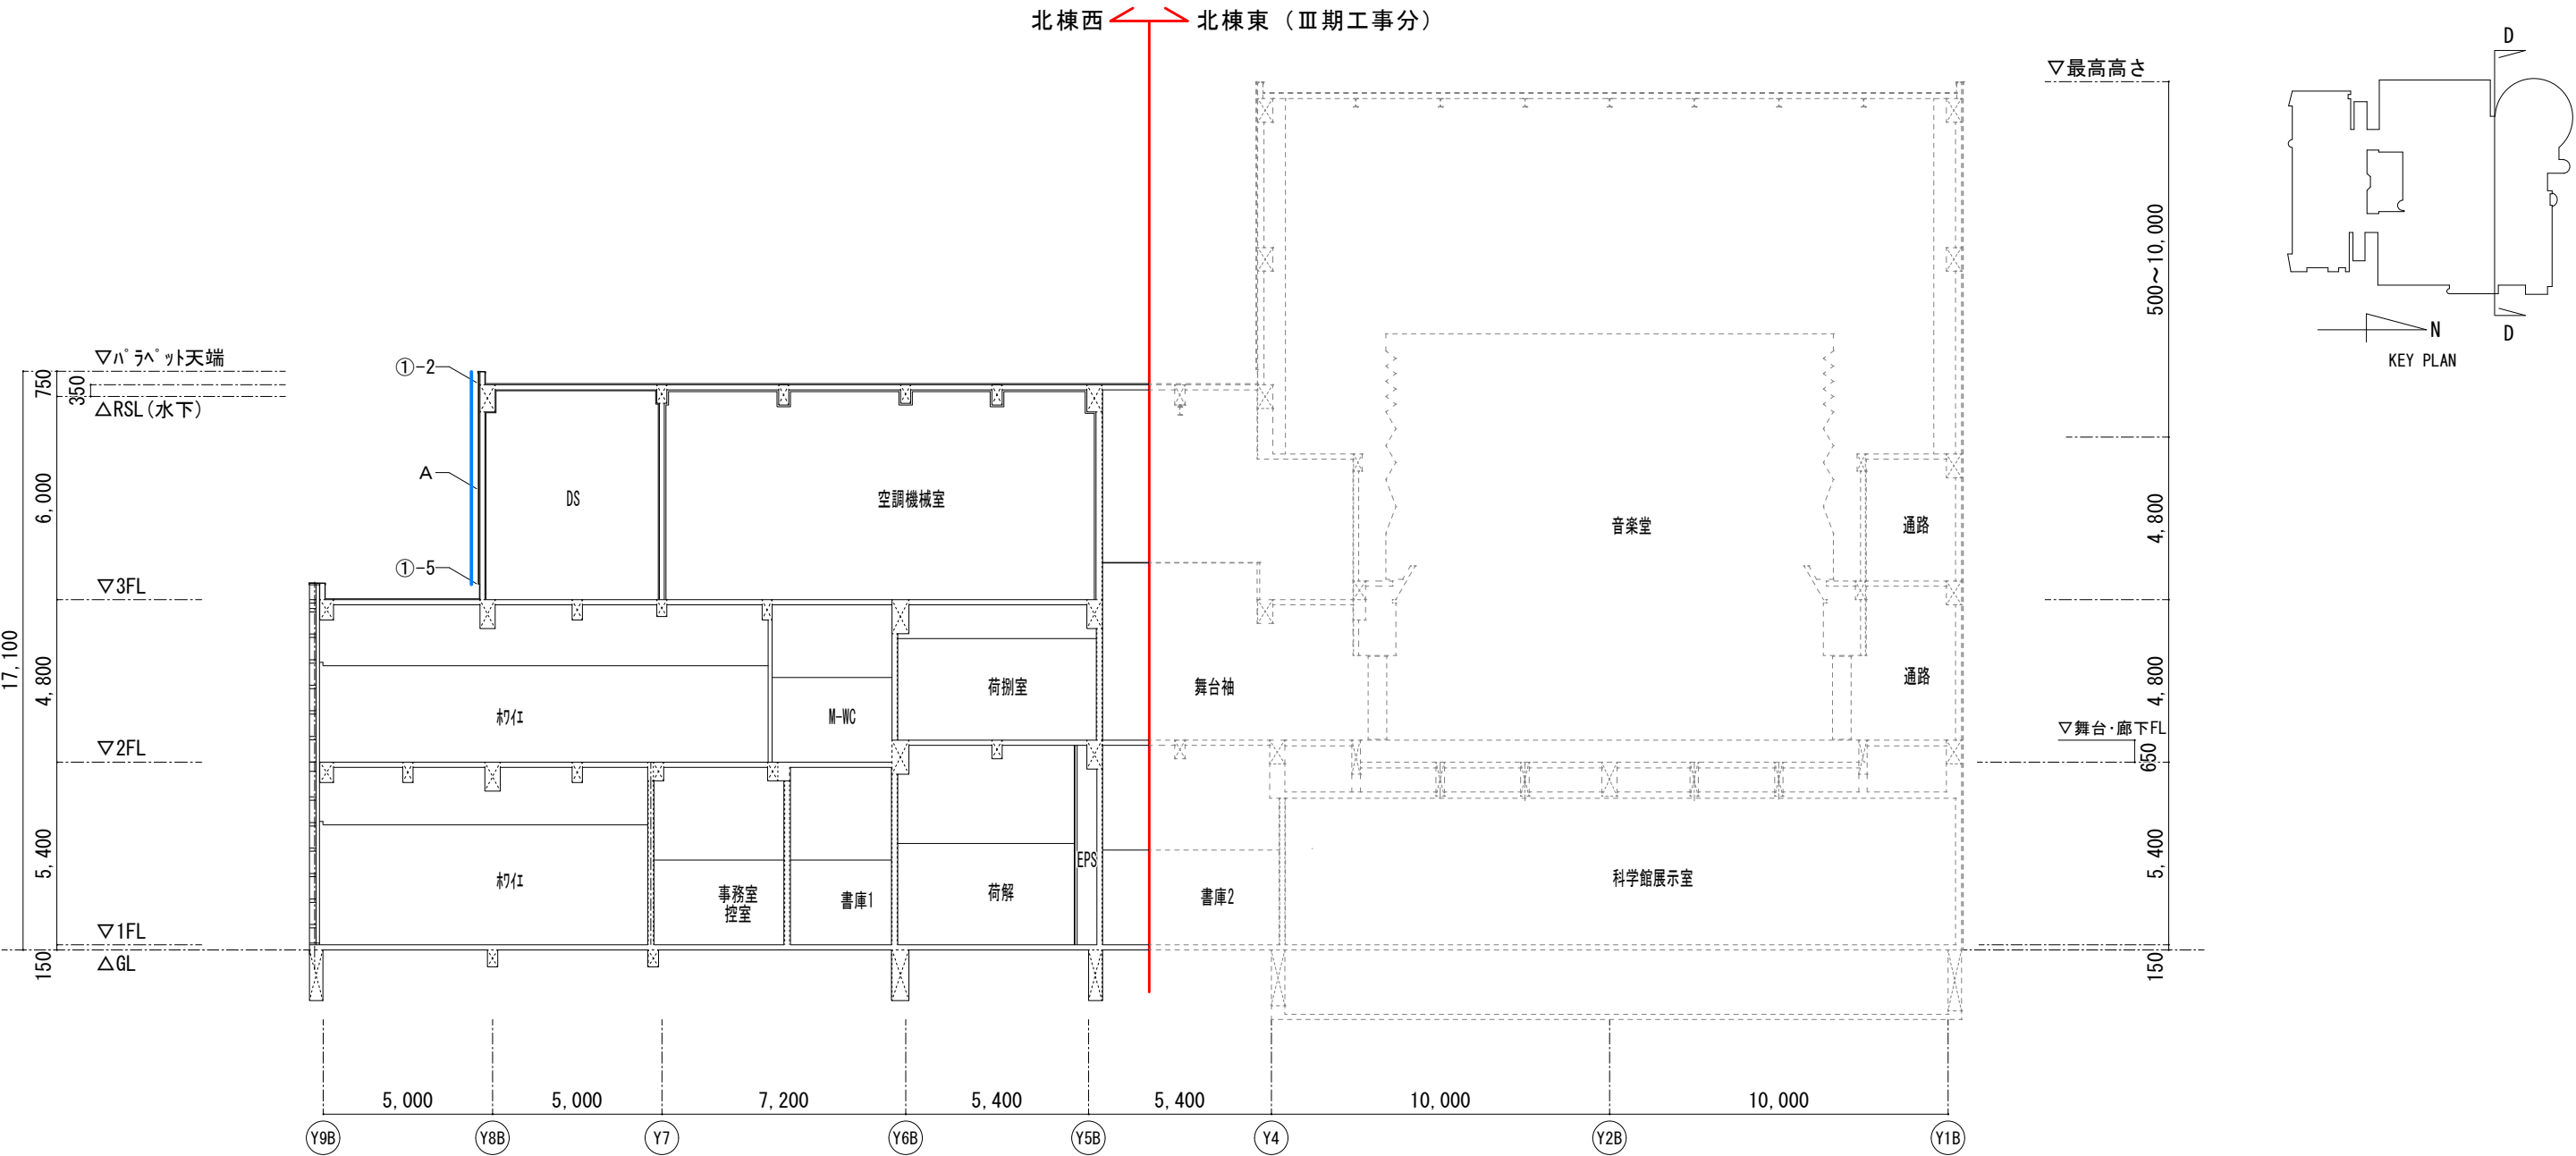 北棟西
北棟東（Ⅲ期工事分）
D
▽最高高さ
N
D
KEY PLAN
▽ﾊﾟﾗﾍﾟｯﾄ天端
△RSL(水下)
①-2
A
①-5
▽3FL
▽2FL
▽1FL
△GL
750
350
6,000
4,800
5,400
150
17,100
DS
空調機械室
ﾎﾜｲｴ
M-WC
荷捌室
舞台袖
ﾎﾜｲｴ
事務室
控室
書庫1
荷解
EPS
書庫2
音楽堂
通路
通路
科学館展示室
500～10,000
4,800
4,800
▽舞台･廊下FL
650
5,400
150
5,000
5,000
7,200
5,400
5,400
10,000
10,000
Y9B
Y8B
Y7
Y6B
Y5B
Y4
Y2B
Y1B